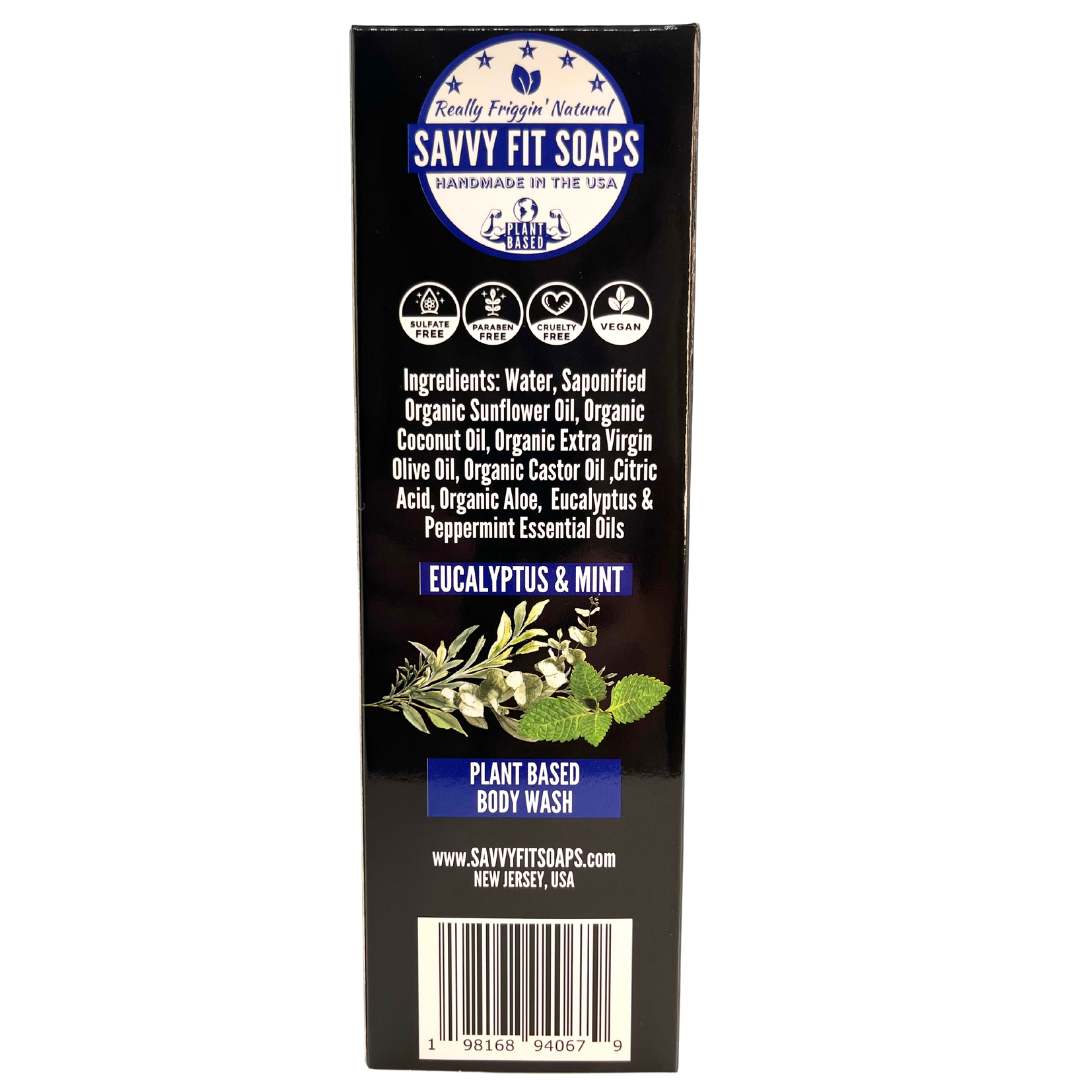 Really Friggin' Natural
SAVVY FIT SOAPS
HANDMADE IN THE USA
PLANT
BASED
SULFATE
FREE
PARABEN
FREE
CRUELTY
FREE
VEGAN
Ingredients: Water, Saponified
Organic Sunflower Oil, Organic
Coconut Oil, Organic Extra Virgin
Olive Oil, Organic Castor Oil ,Citric
Acid, Organic Aloe, Eucalyptus &
Peppermint Essential Oils
EUCALYPTUS & MINT
PLANT BASED
BODY WASH
www.SAVVYFITSOAPS.com
NEW JERSEY, USA
1 98168 94067 9